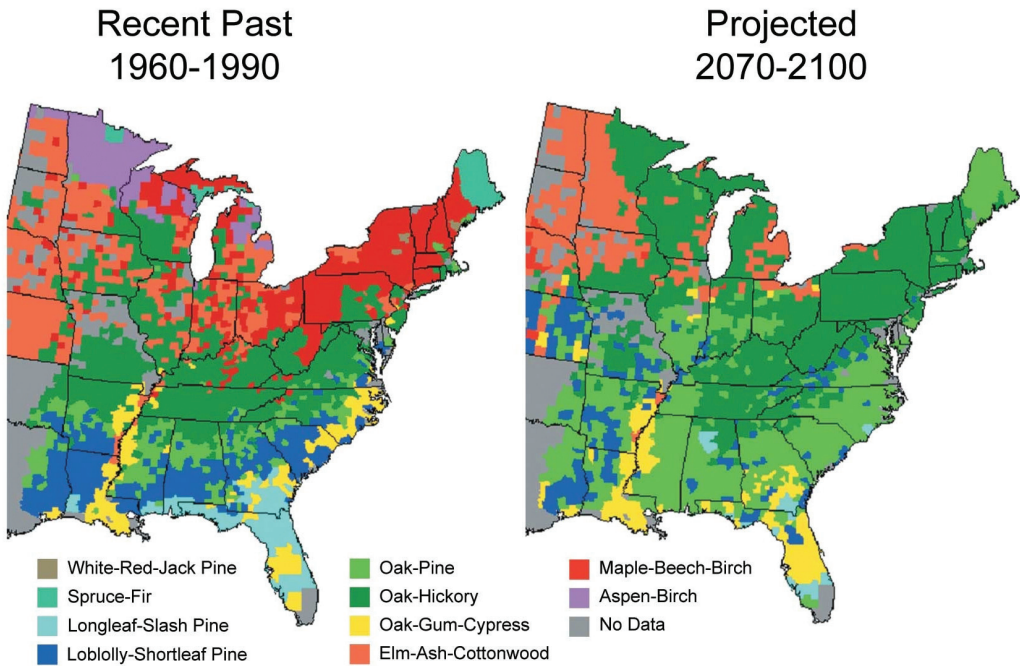 Recent Past
1960-1990
Projected
2070-2100
White-Red-Jack Pine
Spruce-Fir
Longleaf-Slash Pine
Loblolly-Shortleaf Pine
Oak-Pine
Oak-Hickory
Oak-Gum-Cypress
Elm-Ash-Cottonwood
Maple-Beech-Birch
Aspen-Birch
No Data